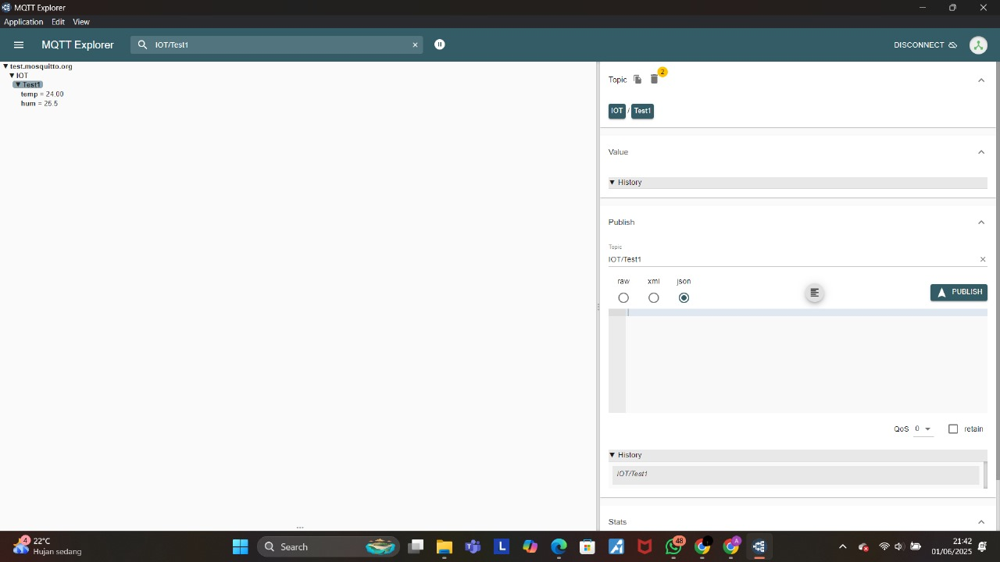 MQTT Explorer
Application Edit View
MQTT Explorer
IOT/Test1
DISCONNECT
▼ test.mosquitto.org
▼ IOT
▼ Test1
temp = 24.00
hum = 25.5
Topic
2
IOT / Test1
Value
▼ History
Publish
Topic
IOT/Test1
raw xml json
PUBLISH
QoS 0
retain
▼ History
IOT/Test1
Stats
4
22°C
Hujan sedang
Search
L
48
A
21:42
01/06/2025